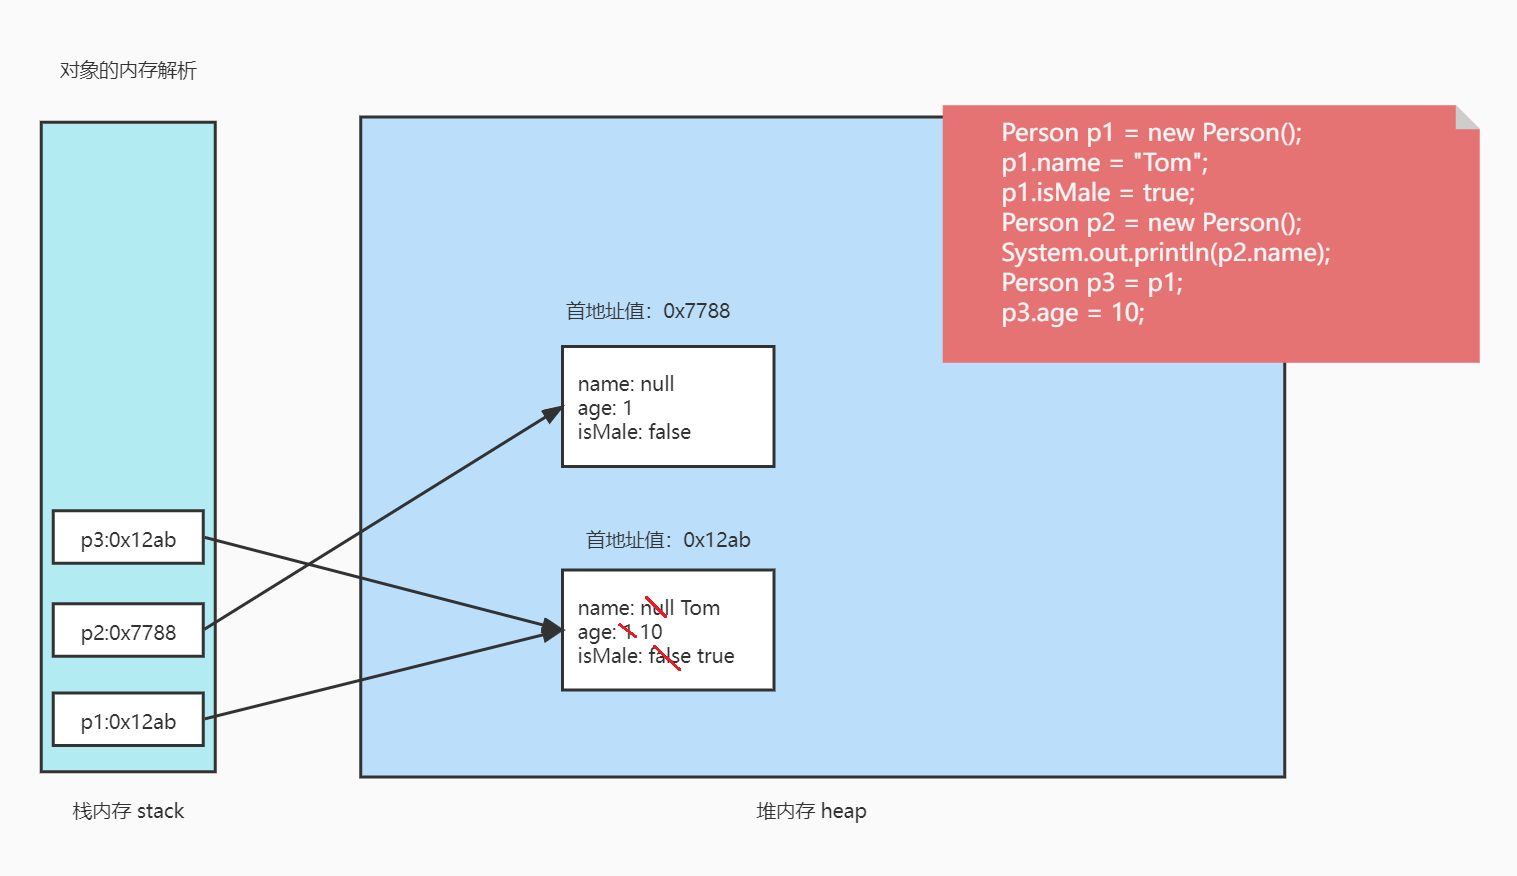 对象的内存解析
Person p1 = new Person();
p1.name = "Tom";
p1.isMale = true;
Person p2 = new Person();
System.out.println(p2.name);
Person p3 = p1;
p3.age = 10;
首地址值：0x7788
name: null
age: 1
isMale: false
首地址值：0x12ab
name: null Tom
age: 1 10
isMale: false true
p3:0x12ab
p2:0x7788
p1:0x12ab
栈内存 stack
堆内存 heap